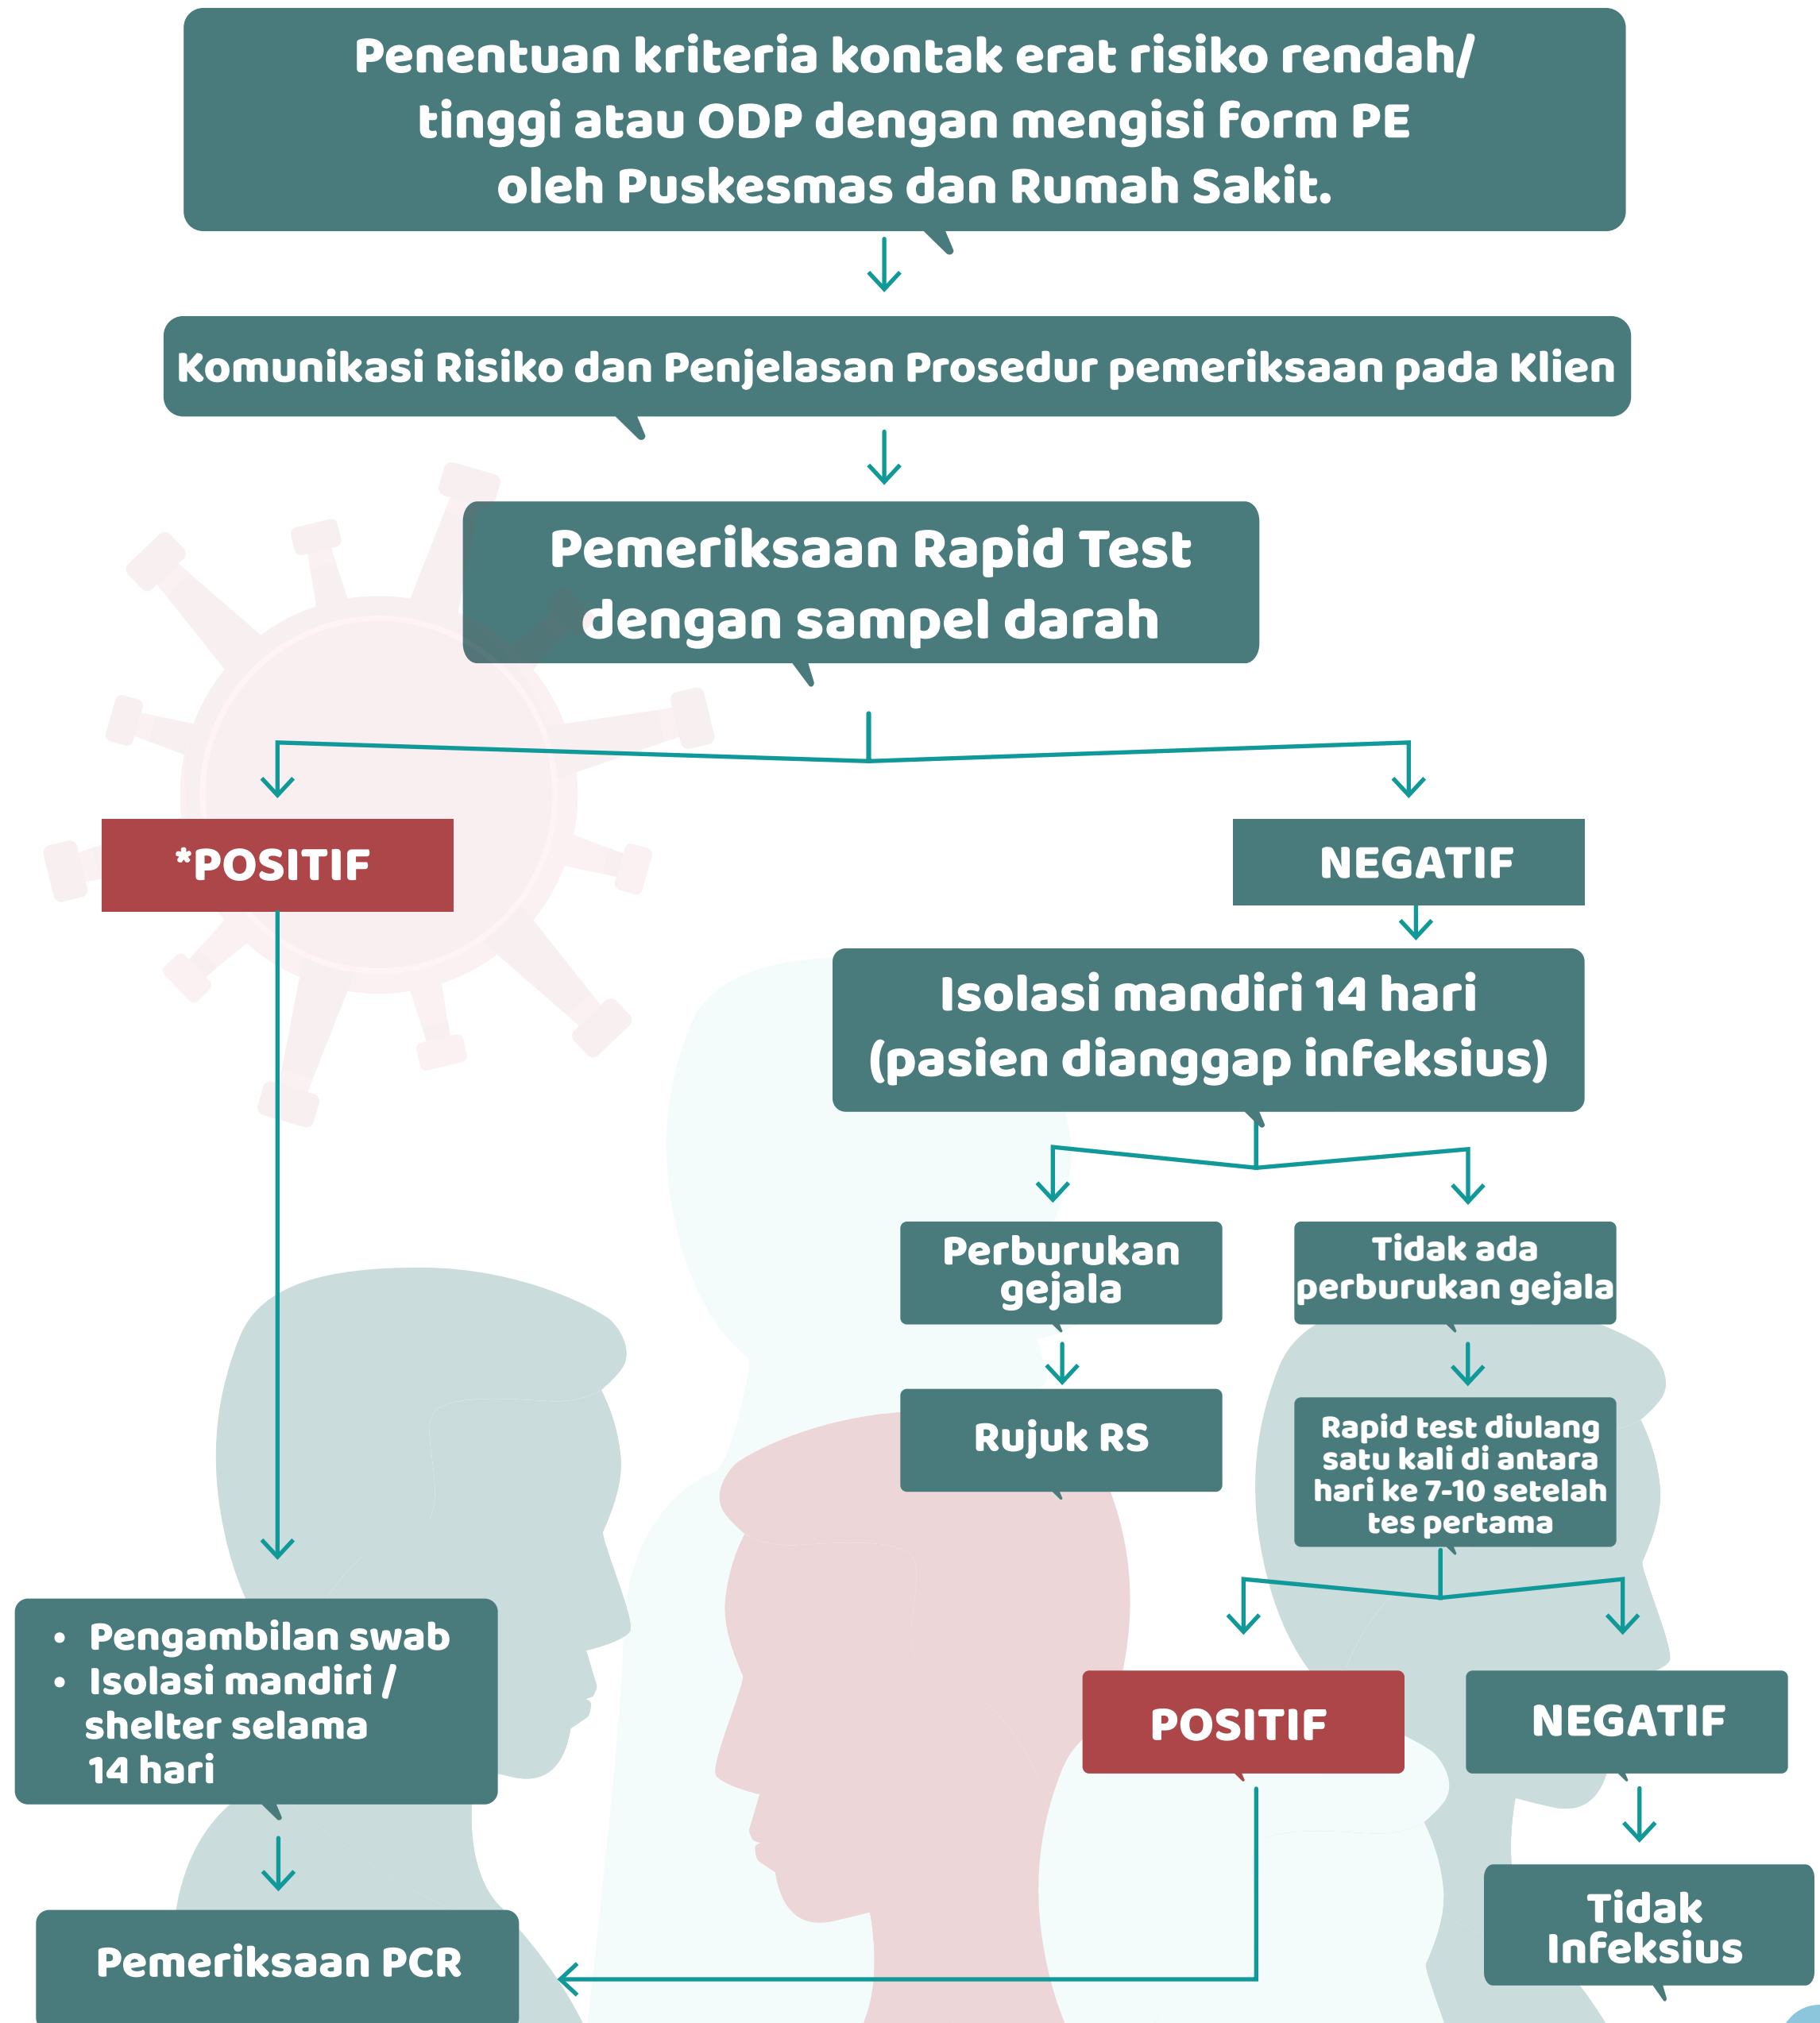 Penentuan kriteria kontak erat risiko rendah/
tinggi atau ODP dengan mengisi form PE
oleh Puskesmas dan Rumah Sakit.
Komunikasi Risiko dan Penjelasan Prosedur pemeriksaan pada Klien
Pemeriksaan Rapid Test
dengan sampel darah
*POSITIF
NEGATIF
Isolasi mandiri 14 hari
(pasien dianggap infeksius)
Perburukan
gejala
Tidak ada
perburukan gejala
Rujuk RS
Rapid test diulang
satu kali di antara
hari ke 7-10 setelah
tes pertama
• Pengambilan swab
• Isolasi mandiri /
shelter selama
14 hari
POSITIF
NEGATIF
Pemeriksaan PCR
Tidak
Infeksius